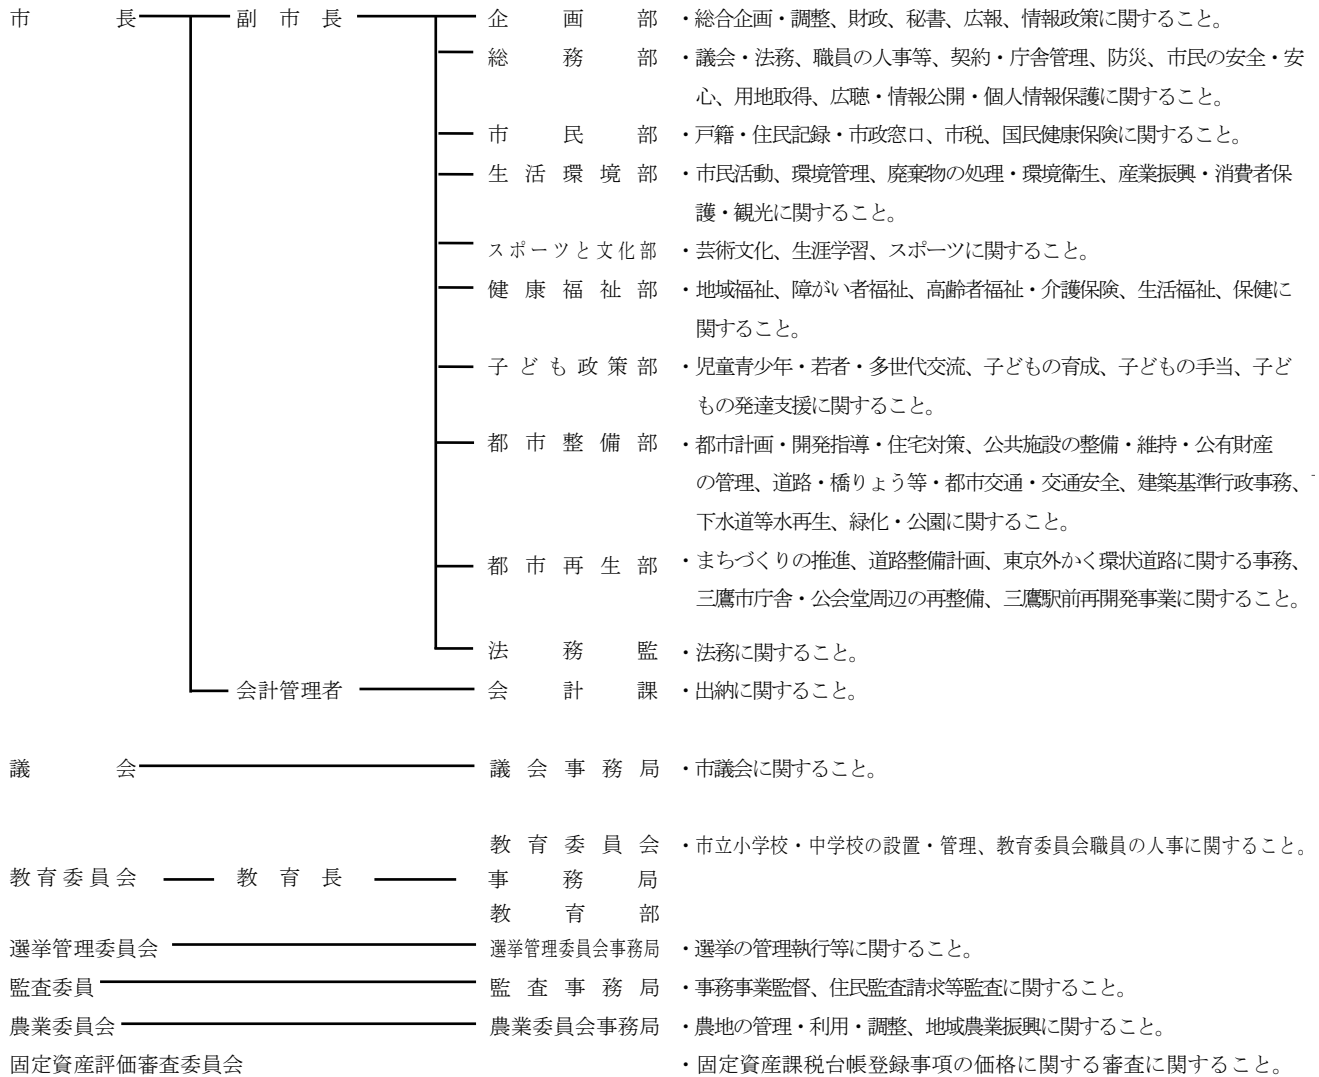 市長 副市長 企画部 ・総合企画・調整、財政、秘書、広報、情報政策に関すること。
総務部 ・議会・法務、職員の人事等、契約・庁舎管理、防災、市民の安全・安
心、用地取得、広聴・情報公開・個人情報保護に関すること。
市民部 ・戸籍・住民記録・市政窓口、市税、国民健康保険に関すること。
生活環境部 ・市民活動、環境管理、廃棄物の処理・環境衛生、産業振興・消費者保
護・観光に関すること。
スポーツと文化部 ・芸術文化、生涯学習、スポーツに関すること。
健康福祉部 ・地域福祉、障がい者福祉、高齢者福祉・介護保険、生活福祉、保健に
関すること。
子ども政策部 ・児童青少年・若者・多世代交流、子どもの育成、子どもの手当、子ど
もの発達支援に関すること。
都市整備部 ・都市計画・開発指導・住宅対策、公共施設の整備・維持・公有財産
の管理、道路・橋りょう等・都市交通・交通安全、建築基準行政事務、
下水道等水再生、緑化・公園に関すること。
都市再生部 ・まちづくりの推進、道路整備計画、東京外かく環状道路に関する事務、
三鷹市庁舎・公会堂周辺の再整備、三鷹駅前再開発事業に関すること。
法務監 ・法務に関すること。
会計管理者 会計課 ・出納に関すること。
議会 議会事務局 ・市議会に関すること。
教育委員会 ・市立小学校・中学校の設置・管理、教育委員会職員の人事に関すること。
教育委員会 教育長 事務局
教育部
選挙管理委員会 選挙管理委員会事務局 ・選挙の管理執行等に関すること。
監査委員 監査事務局 ・事務事業監督、住民監査請求等監査に関すること。
農業委員会 農業委員会事務局 ・農地の管理・利用・調整、地域農業振興に関すること。
固定資産評価審査委員会 ・固定資産課税台帳登録事項の価格に関する審査に関すること。